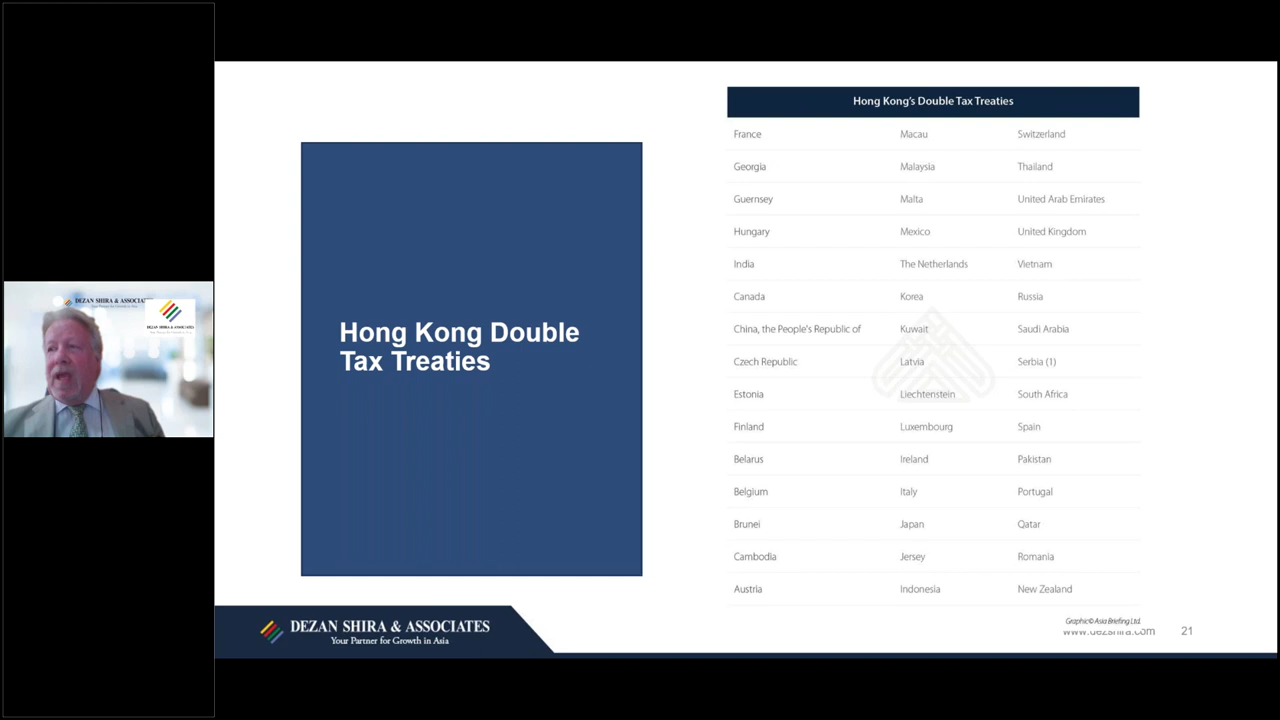 DEZAN SHIRA & ASSOCIATES
Hong Kong Double
Tax Treaties
Hong Kong's Double Tax Treaties
France Macau Switzerland
Georgia Malaysia Thailand
Guernsey Malta United Arab Emirates
Hungary Mexico United Kingdom
India The Netherlands Vietnam
Canada Korea Russia
China, the People's Republic of Kuwait Saudi Arabia
Czech Republic Latvia Serbia (1)
Estonia Liechtenstein South Africa
Finland Luxembourg Spain
Belarus Ireland Pakistan
Belgium Italy Portugal
Brunei Japan Qatar
Cambodia Jersey Romania
Austria Indonesia New Zealand
DEZAN SHIRA & ASSOCIATES
Your Partner for Growth in Asia
Graphic© Asia Briefing Ltd.
www.dezshira.com 21